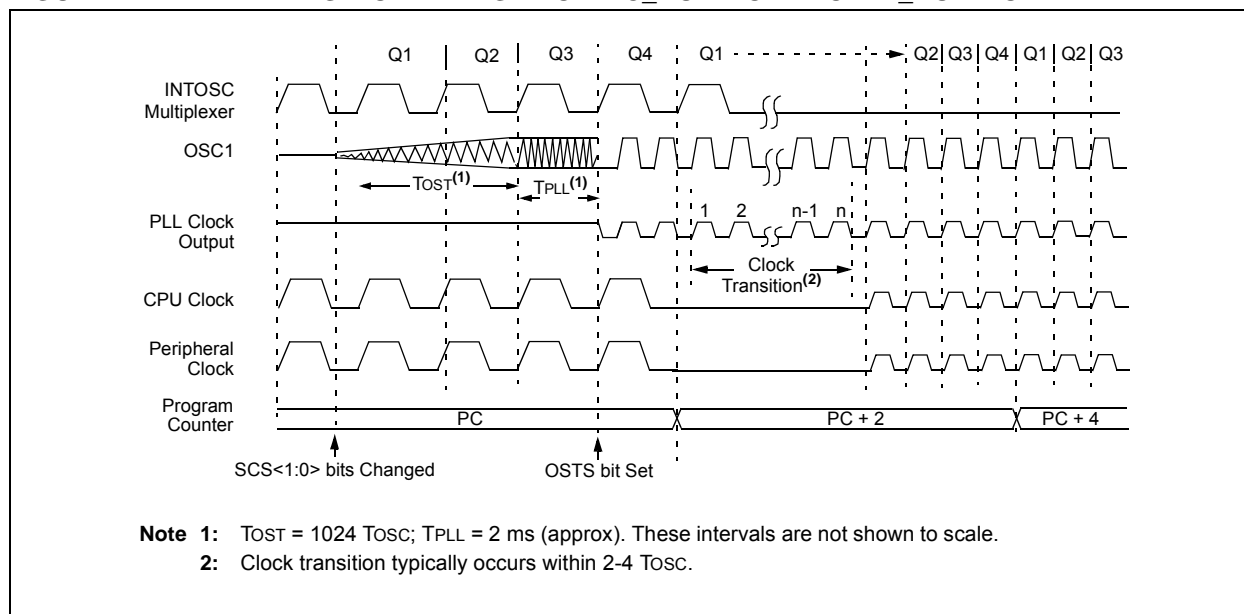 Q1 Q2 Q3 Q4 Q1 Q2 Q3 Q4 Q1 Q2 Q3
INTOSC
Multiplexer
OSC1
TOST(1) TPLL(1)
PLL Clock
Output
1 2 n-1 n
Clock
Transition(2)
CPU Clock
Peripheral
Clock
Program
Counter
PC PC + 2 PC + 4
SCS<1:0> bits Changed OSTS bit Set
Note 1: TOST = 1024 TOSC; TPLL = 2 ms (approx). These intervals are not shown to scale.
2: Clock transition typically occurs within 2-4 TOSC.